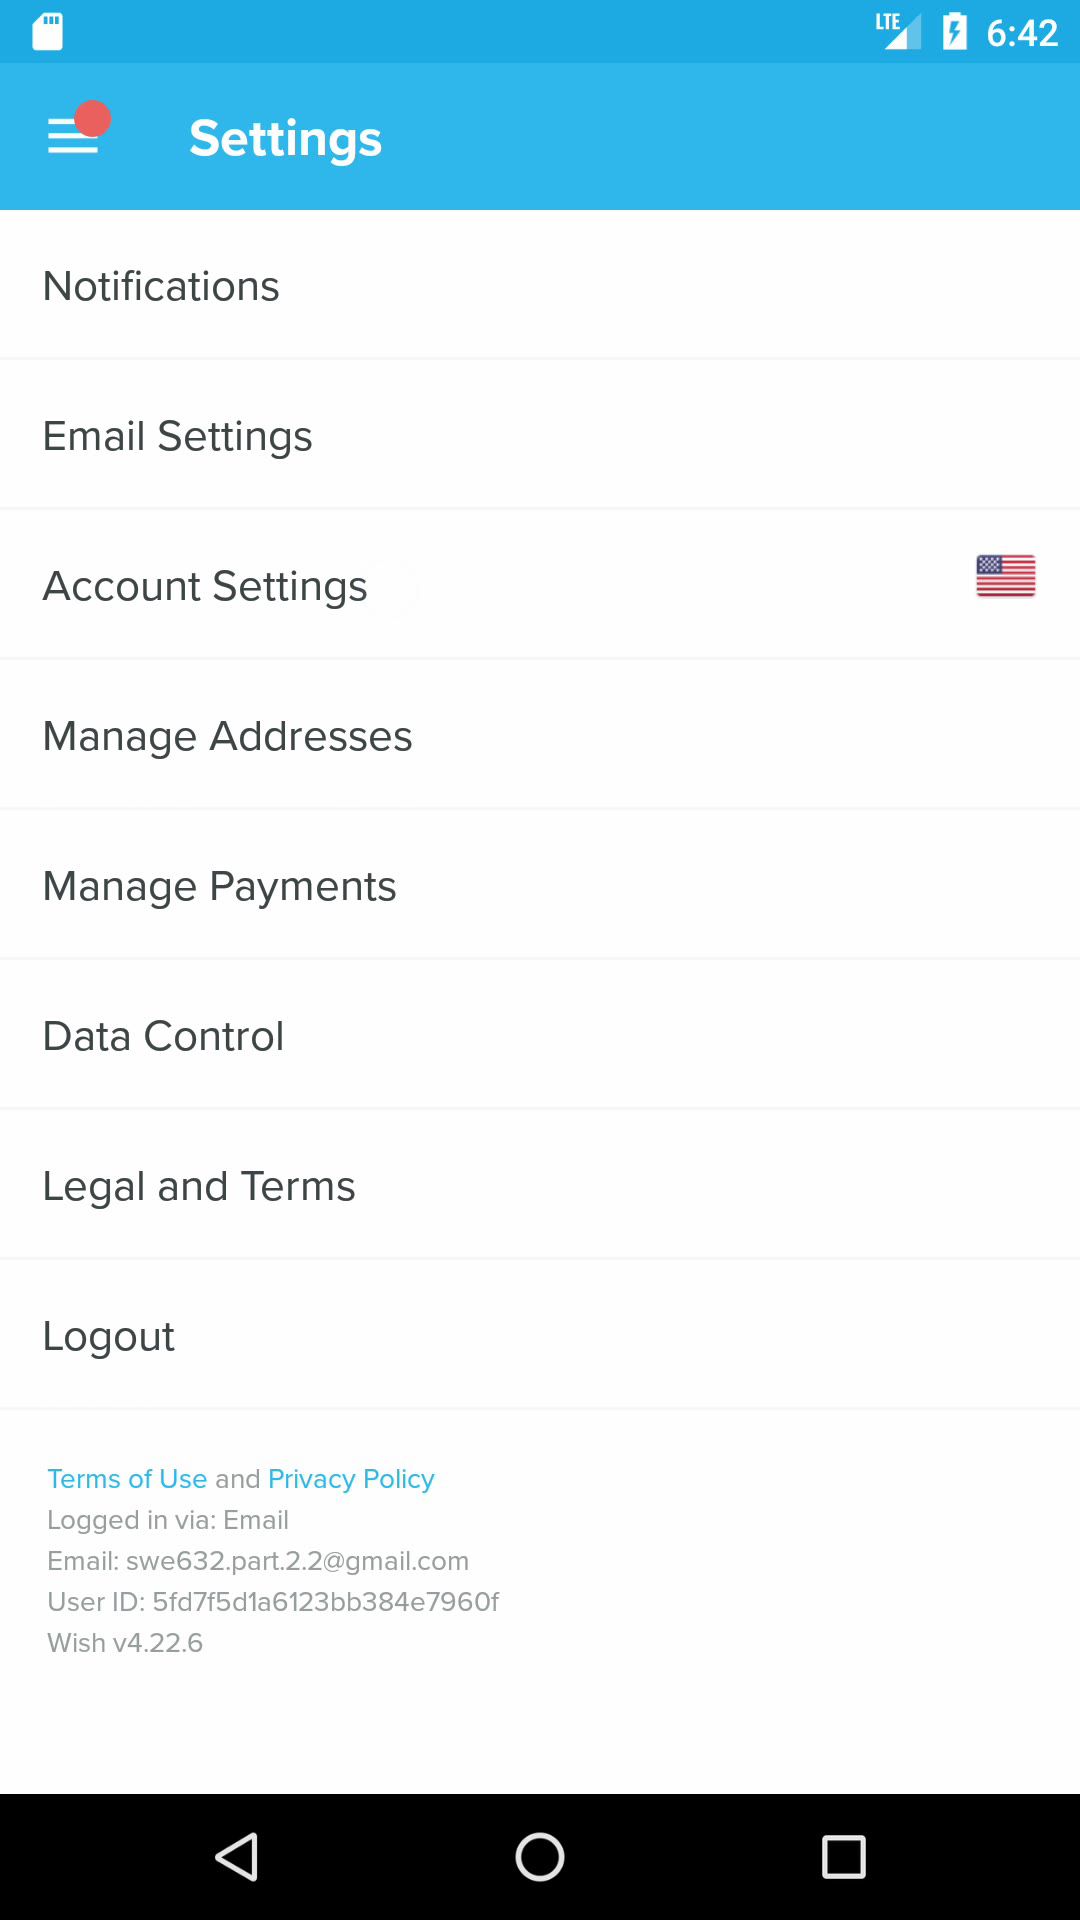 LTE 6:42
Settings
Notifications
Email Settings
Account Settings
Manage Addresses
Manage Payments
Data Control
Legal and Terms
Logout
Terms of Use and Privacy Policy
Logged in via: Email
Email: swe632.part.2.2@gmail.com
User ID: 5fd7f5d1a6123bb384e7960f
Wish v4.22.6